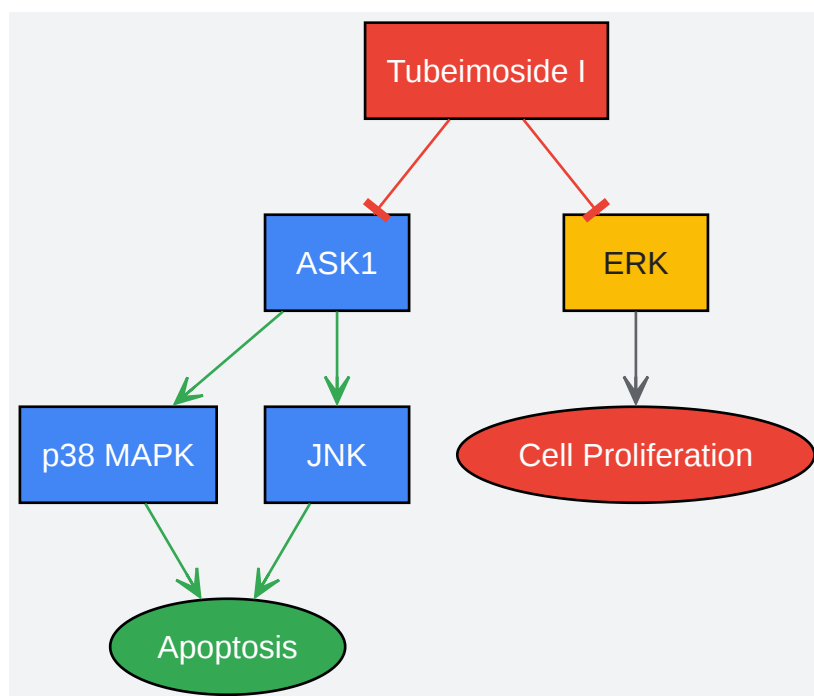 Tubeimoside I
ASK1
ERK
p38 MAPK
JNK
Cell Proliferation
Apoptosis